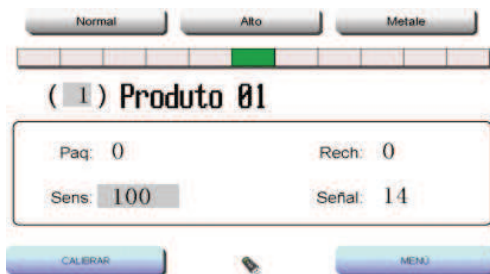 Normal Alto Metale
( 1 ) Produto 01
Paq: 0 Rech: 0
Sens: 100 Señal: 14
CALIBRAR MENÚ